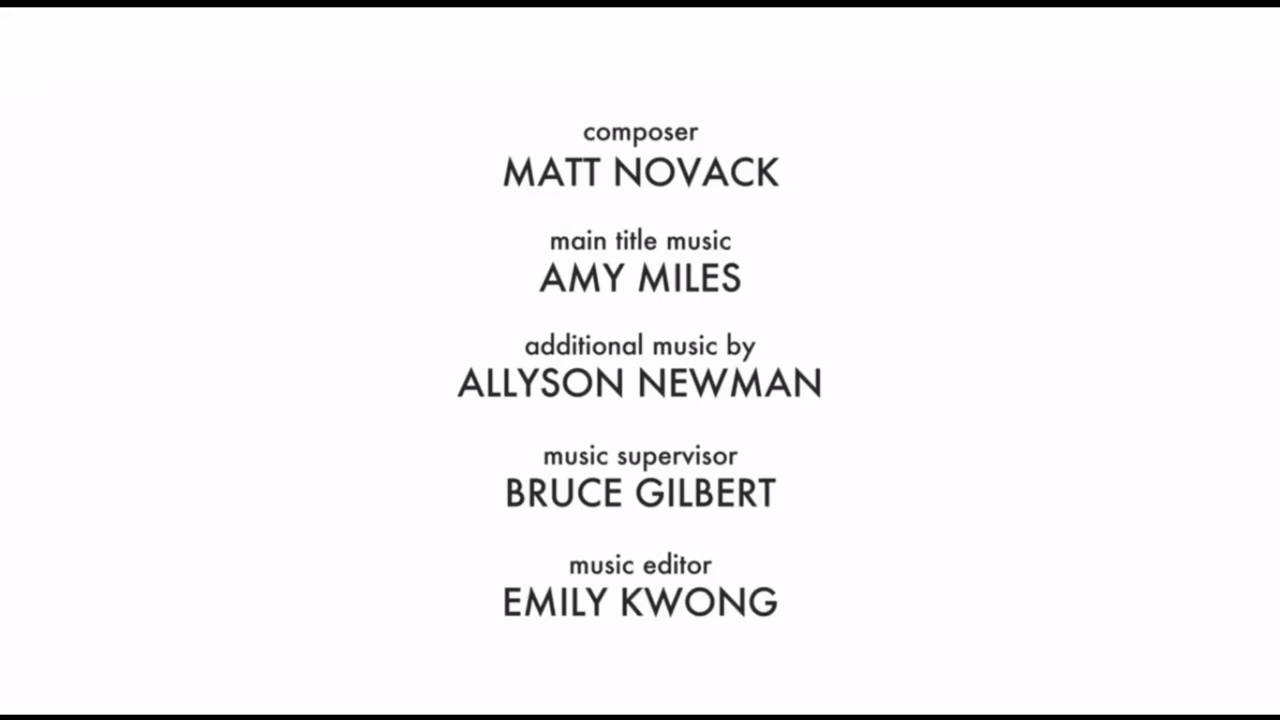 composer
MATT NOVACK
main title music
AMY MILES
additional music by
ALLYSON NEWMAN
music supervisor
BRUCE GILBERT
music editor
EMILY KWONG